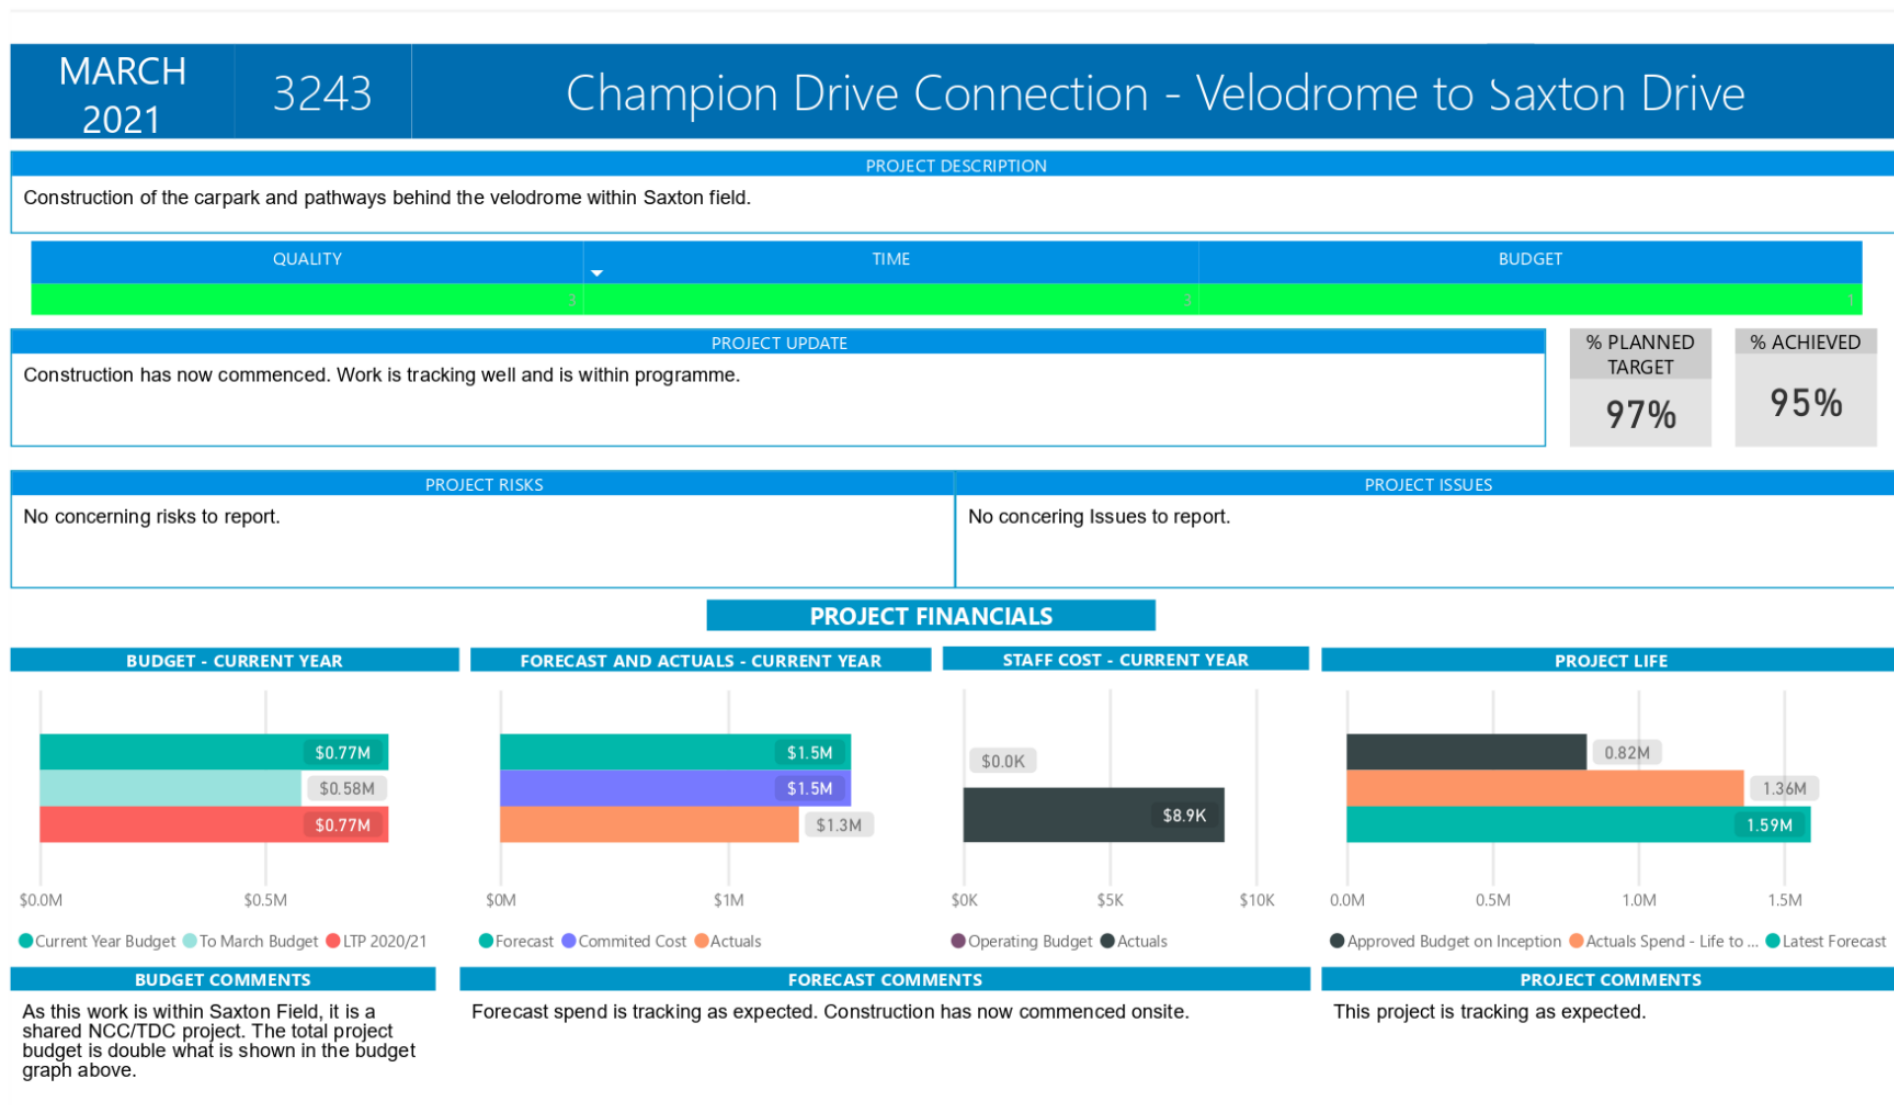 MARCH
2021
3243
Champion Drive Connection - Velodrome to Saxton Drive
PROJECT DESCRIPTION
Construction of the carpark and pathways behind the velodrome within Saxton field.
QUALITY
TIME
BUDGET
3
3
1
PROJECT UPDATE
Construction has now commenced. Work is tracking well and is within programme.
% PLANNED
TARGET
97%
% ACHIEVED
95%
PROJECT RISKS
No concerning risks to report.
PROJECT ISSUES
No concering Issues to report.
PROJECT FINANCIALS
BUDGET - CURRENT YEAR
$0.77M
$0.58M
$0.77M
$0.0M
$0.5M
Current Year Budget
To March Budget
LTP 2020/21
FORECAST AND ACTUALS - CURRENT YEAR
$1.5M
$1.5M
$1.3M
$0M
$1M
Forecast
Commited Cost
Actuals
STAFF COST - CURRENT YEAR
$0.0K
$8.9K
$0K
$5K
$10K
Operating Budget
Actuals
PROJECT LIFE
0.82M
1.36M
1.59M
0.0M
0.5M
1.0M
1.5M
Approved Budget on Inception
Actuals Spend - Life to ...
Latest Forecast
BUDGET COMMENTS
As this work is within Saxton Field, it is a
shared NCC/TDC project. The total project
budget is double what is shown in the budget
graph above.
FORECAST COMMENTS
Forecast spend is tracking as expected. Construction has now commenced onsite.
PROJECT COMMENTS
This project is tracking as expected.